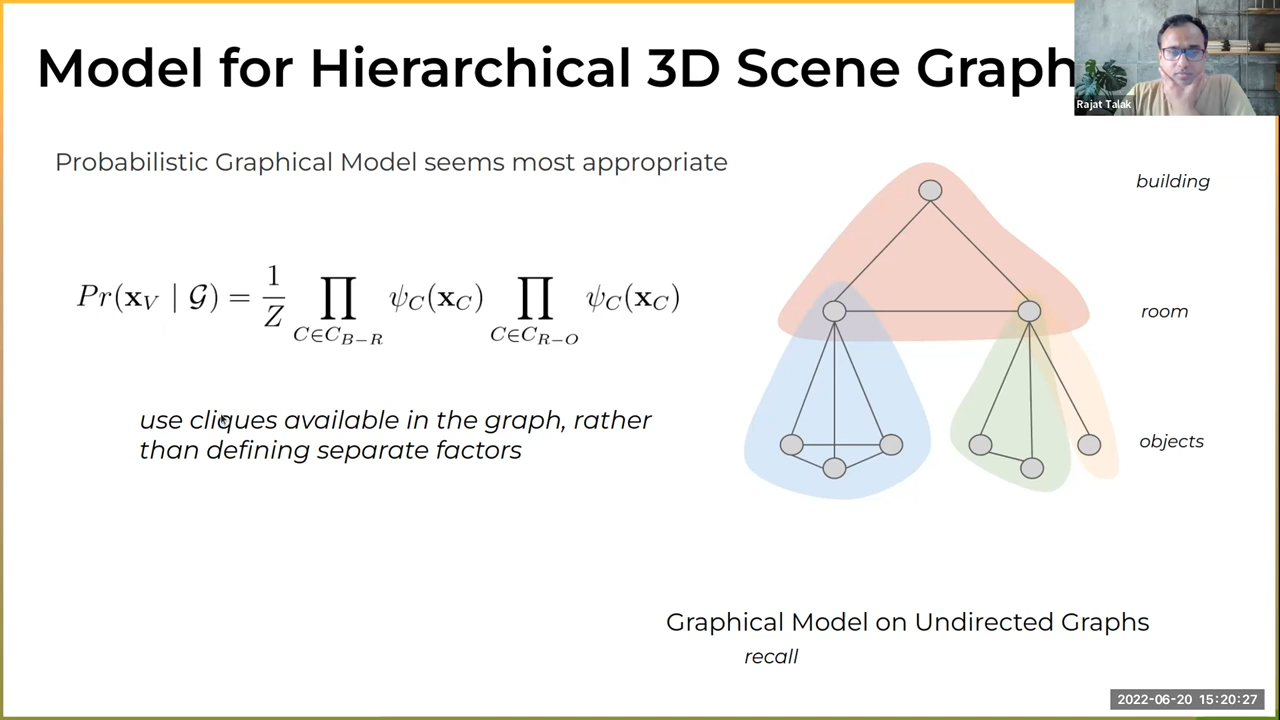 Model for Hierarchical 3D Scene Graph
Rajat Talak
Probabilistic Graphical Model seems most appropriate
building
Pr(x_V | G) = 1/Z ∏_{C∈C_{B−R}} ψ_C(x_C) ∏_{C∈C_{R−O}} ψ_C(x_C)
room
use cliques available in the graph, rather
than defining separate factors
objects
Graphical Model on Undirected Graphs
recall
2022-06-20 15:20:27